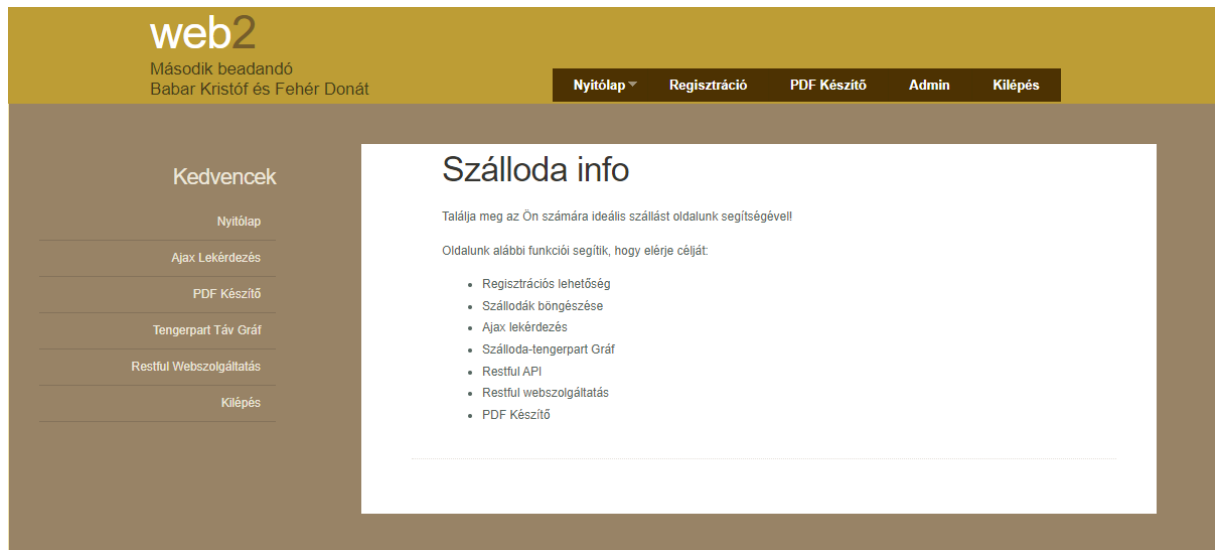 web2
Második beadandó
Babar Kristóf és Fehér Donát
Nyitólap Regisztráció PDF Készítő Admin Kilépés
Kedvencek
Nyitólap
Ajax Lekérdezés
PDF Készítő
Tengerpart Táv Gráf
Restful Webszolgáltatás
Kilépés
Szálloda info
Találja meg az Ön számára ideális szállást oldalunk segítségével!
Oldalunk alábbi funkciói segítik, hogy elérje célját:
Regisztrációs lehetőség
Szállodák böngészése
Ajax lekérdezés
Szálloda-tengerpart Gráf
Restful API
Restful webszolgáltatás
PDF Készítő